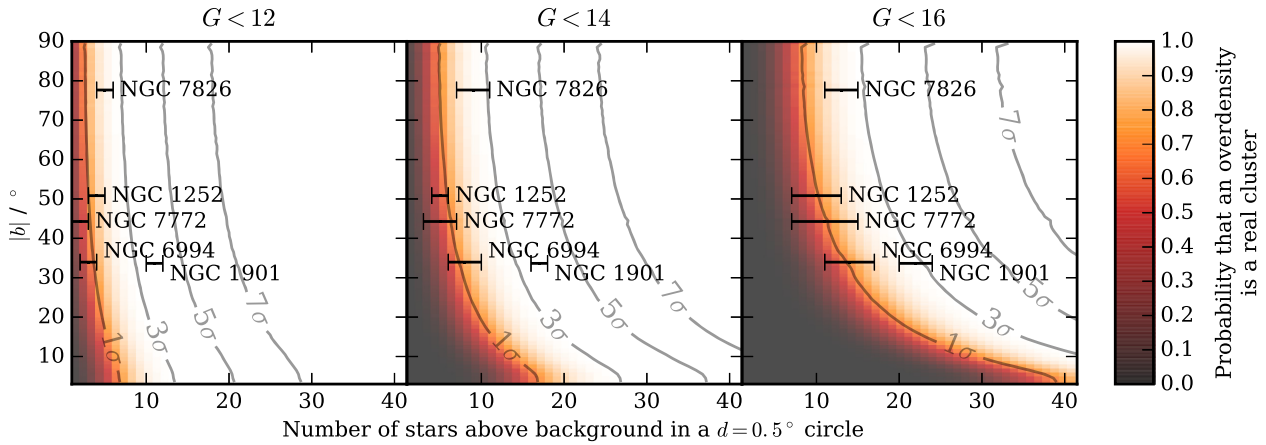 G < 12
G < 14
G < 16
90
80
70
60
50
40
30
20
10
|b| / °
NGC 7826
NGC 1252
NGC 7772
NGC 6994
NGC 1901
1σ
3σ
5σ
7σ
10
20
30
40
NGC 7826
NGC 1252
NGC 7772
NGC 6994
NGC 1901
1σ
3σ
5σ
7σ
10
20
30
40
NGC 7826
NGC 1252
NGC 7772
NGC 6994
NGC 1901
1σ
3σ
5σ
7σ
10
20
30
40
Number of stars above background in a d = 0.5° circle
1.0
0.9
0.8
0.7
0.6
0.5
0.4
0.3
0.2
0.1
0.0
Probability that an overdensity
is a real cluster